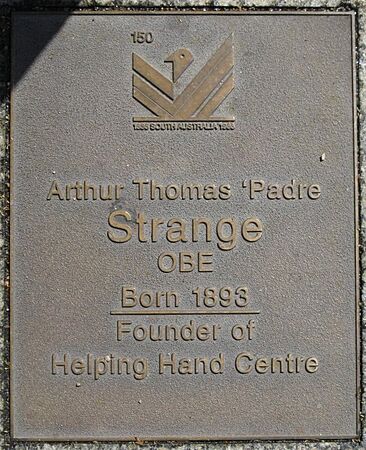 150
1836 SOUTH AUSTRALIA 1986
Arthur Thomas ‘Padre
Strange
OBE
Born 1893
Founder of
Helping Hand Centre